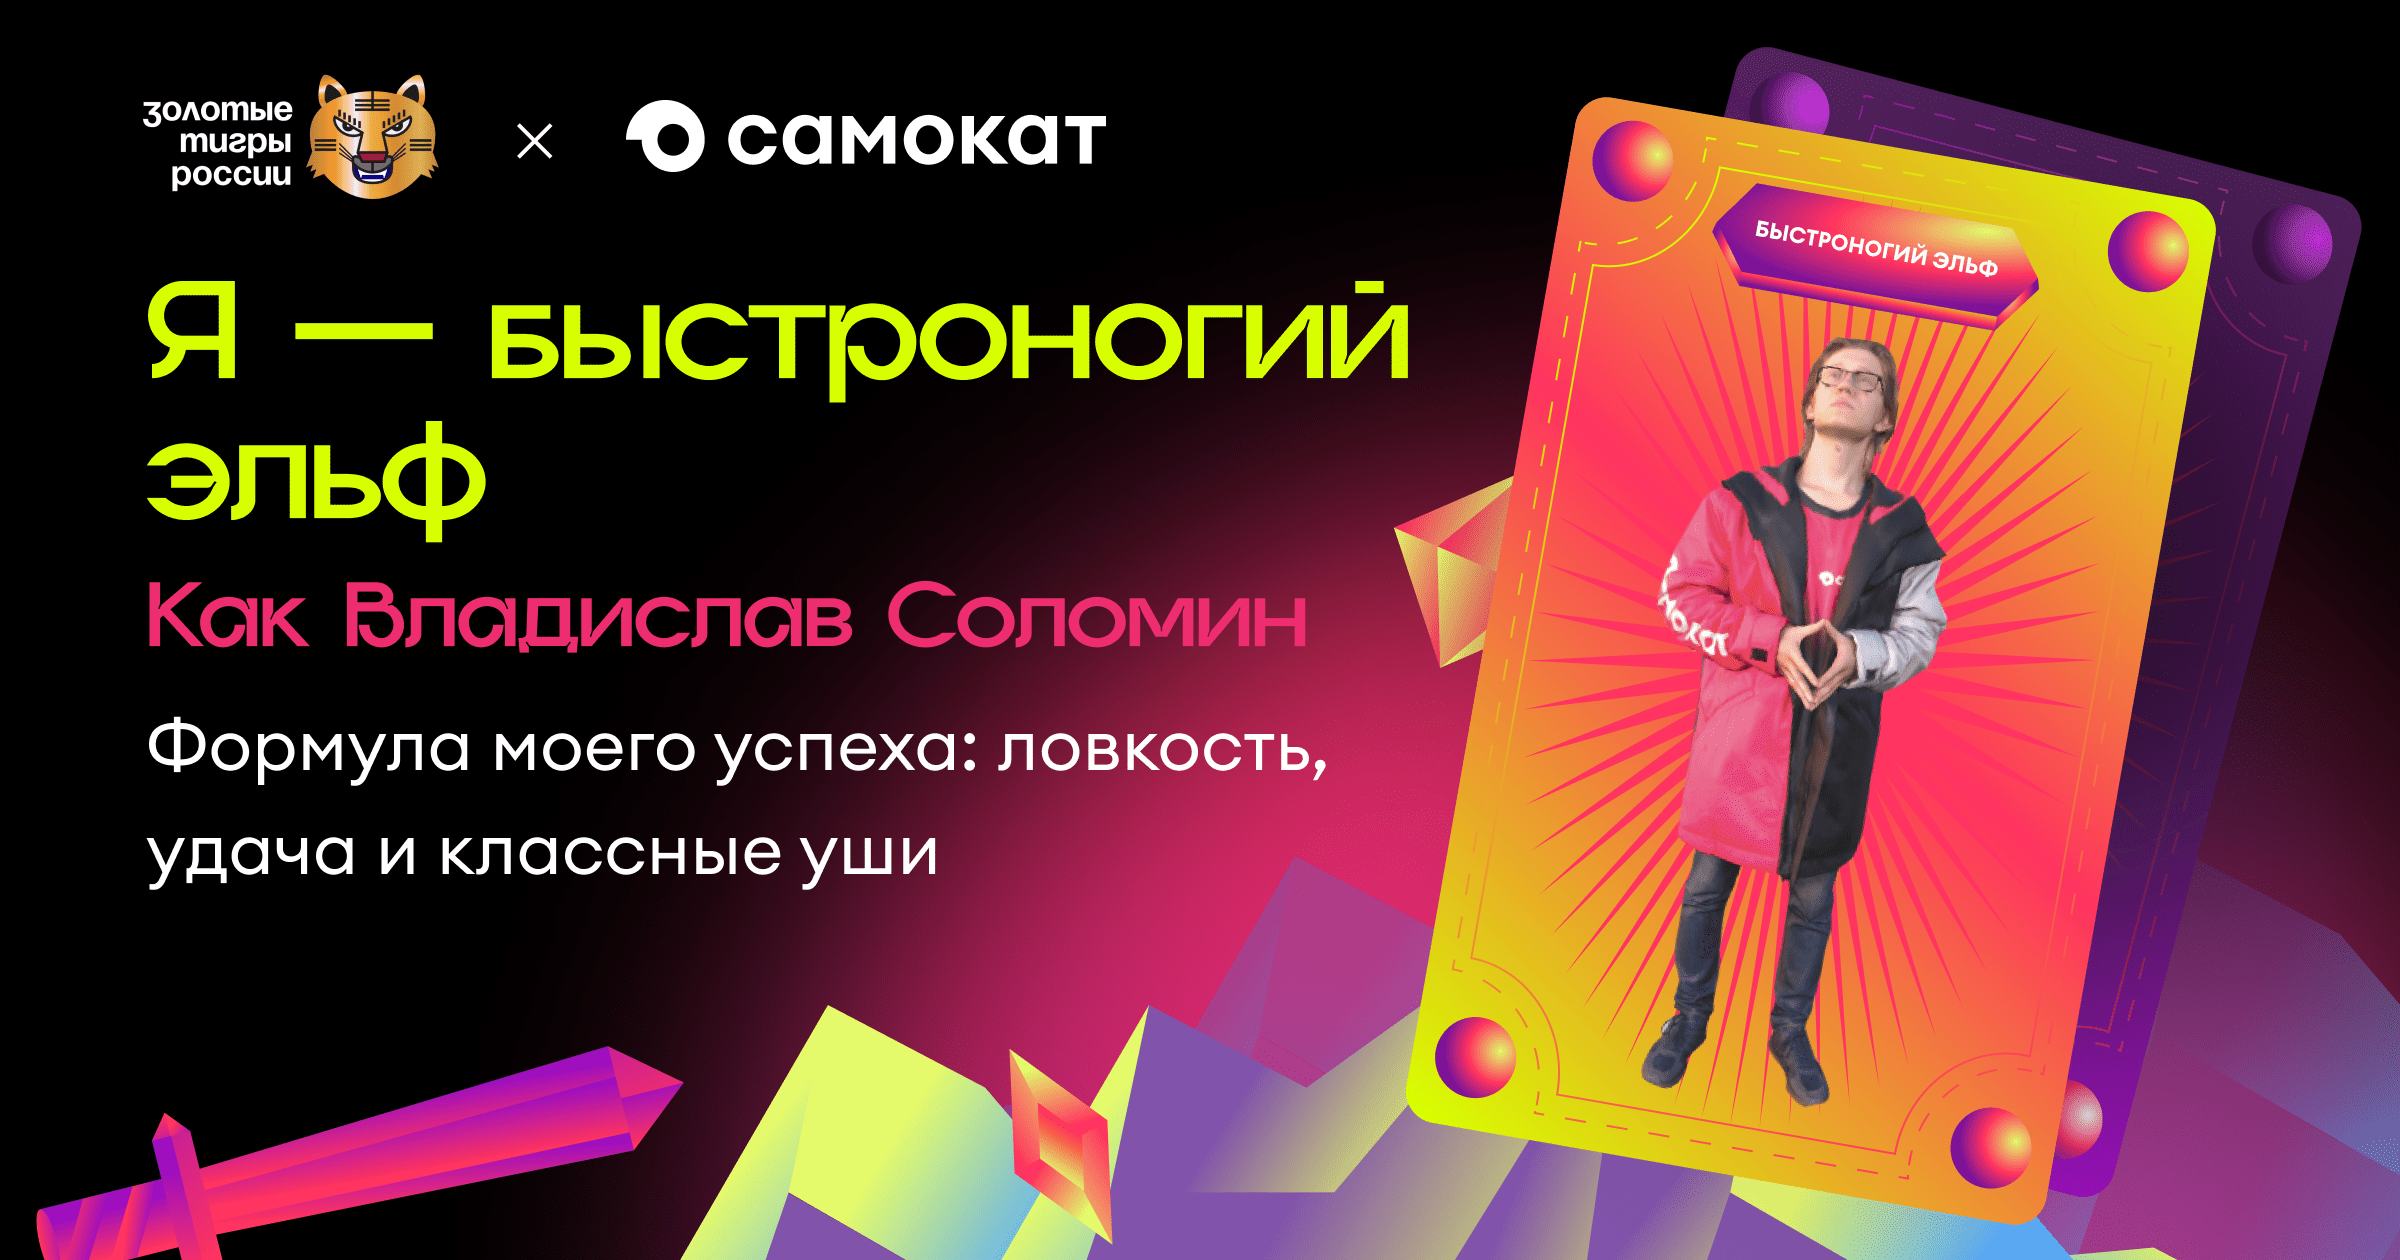 золотые
тигры
россии
самокат
Я — быстроногий
эльф
Как Владислав Соломин
Формула моего успеха: ловкость,
удача и классные уши
БЫСТРОНОГИЙ ЭЛЬФ